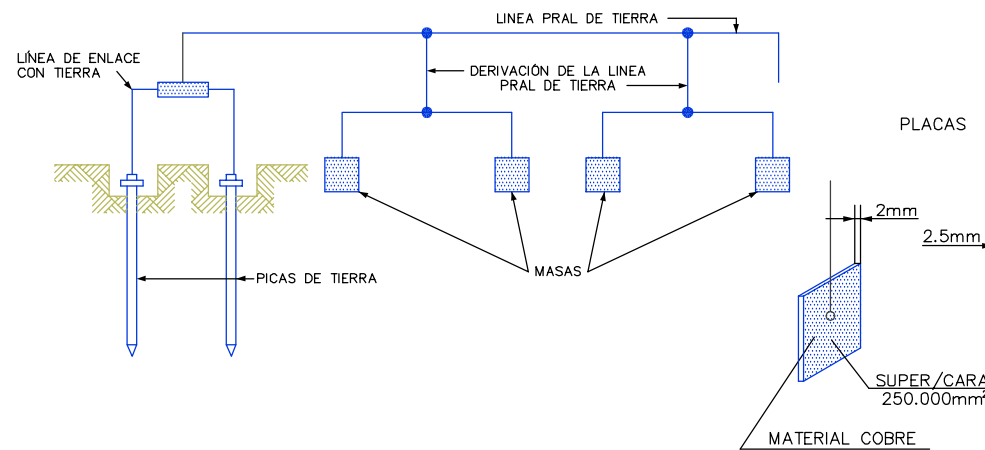 LINEA PRAL DE TIERRA
LÍNEA DE ENLACE
CON TIERRA
DERIVACIÓN DE LA LINEA
PRAL DE TIERRA
PLACAS
2mm
2.5mm
MASAS
PICAS DE TIERRA
SUPER/CARA
250.000mm²
MATERIAL COBRE